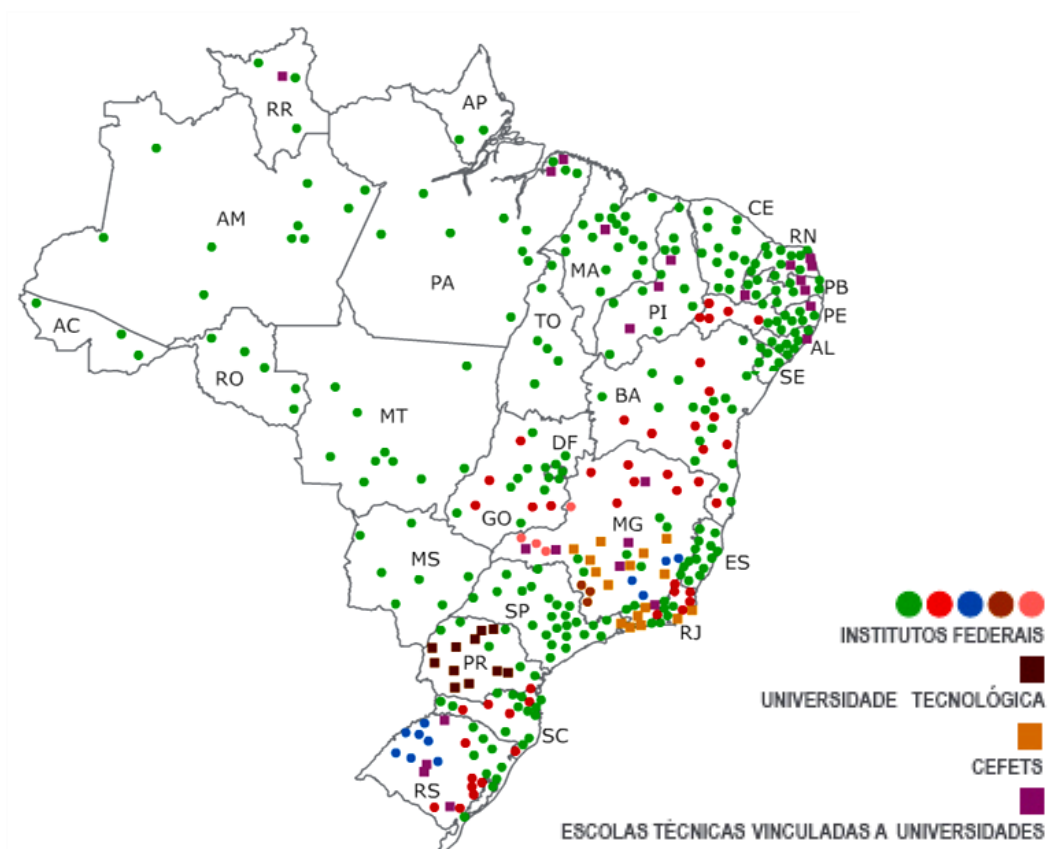 RR
AP
AM
CE
RN
MA
PA
PB
PI
PE
AC
TO
AL
RO
SE
BA
MT
DF
GO
MG
MS
ES
SP
RJ
INSTITUTOS FEDERAIS
PR
UNIVERSIDADE TECNOLÓGICA
SC
CEFETS
RS
ESCOLAS TÉCNICAS VINCULADAS A UNIVERSIDADES